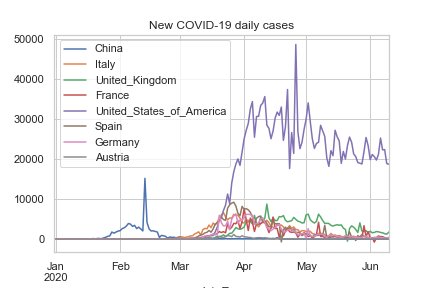 New COVID-19 daily cases
50000
40000
30000
20000
10000
0
China
Italy
United_Kingdom
France
United_States_of_America
Spain
Germany
Austria
Jan Feb Mar Apr May Jun
2020